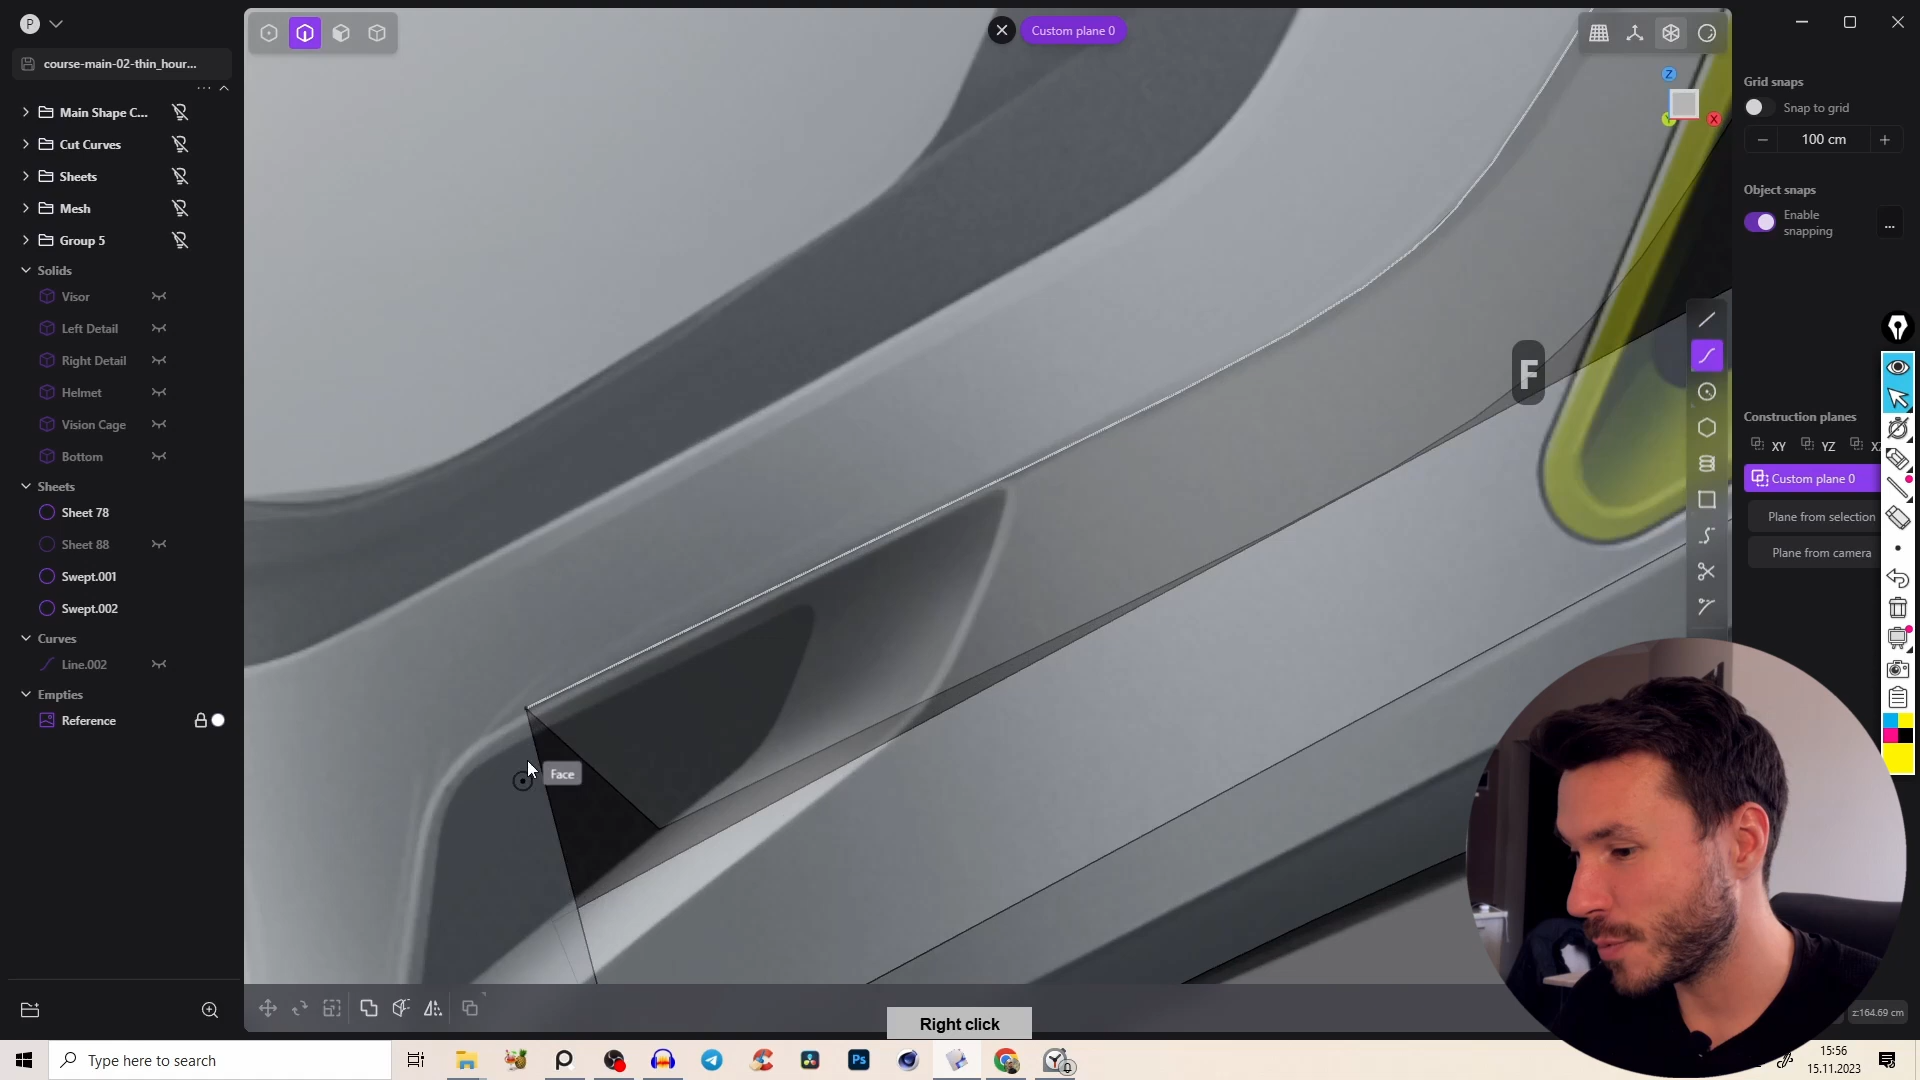 P
course-main-02-thin_hour...
Main Shape C...
Cut Curves
Sheets
Mesh
Group 5
Solids
Visor
Left Detail
Right Detail
Helmet
Vision Cage
Bottom
Sheets
Sheet 78
Sheet 88
Swept.001
Swept.002
Curves
Line.002
Empties
Reference
Custom plane 0
Z
X
F
Face
Right click
Grid snaps
Snap to grid
100 cm
Object snaps
Enable
snapping
...
Construction planes
XY
YZ
Custom plane 0
Plane from selection
Plane from camera
z:164.69 cm
Type here to search
Ps
15:56
15.11.2023